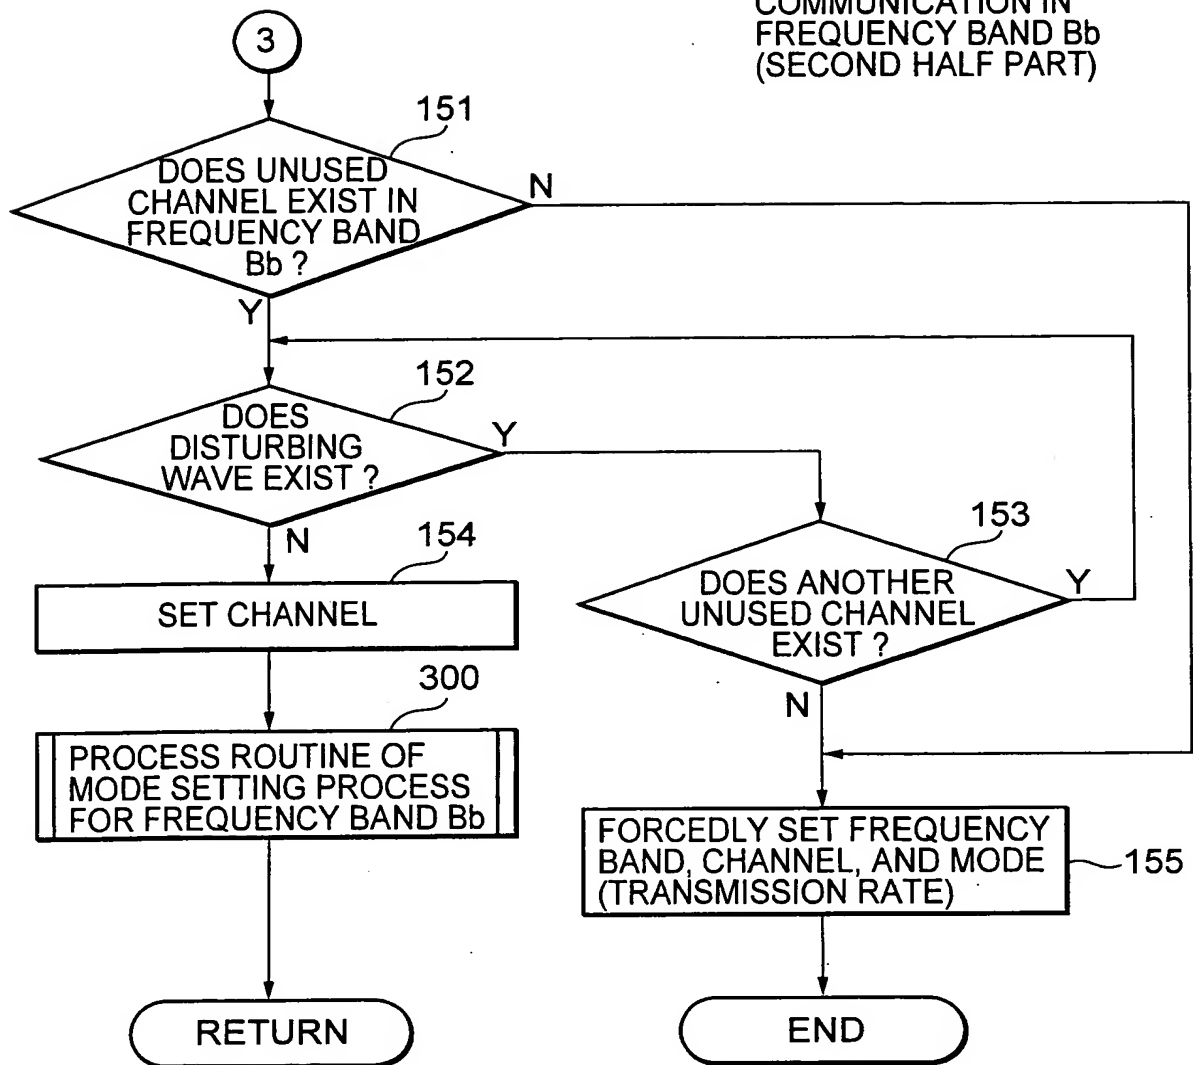 COMMUNICATION IN
FREQUENCY BAND Bb
(SECOND HALF PART)
3
151
DOES UNUSED
CHANNEL EXIST IN
FREQUENCY BAND
Bb ?
N
Y
152
DOES
DISTURBING
WAVE EXIST ?
Y
N
153
DOES ANOTHER
UNUSED CHANNEL
EXIST ?
Y
N
154
SET CHANNEL
300
PROCESS ROUTINE OF
MODE SETTING PROCESS
FOR FREQUENCY BAND Bb
FORCEDLY SET FREQUENCY
BAND, CHANNEL, AND MODE
(TRANSMISSION RATE)
155
RETURN
END